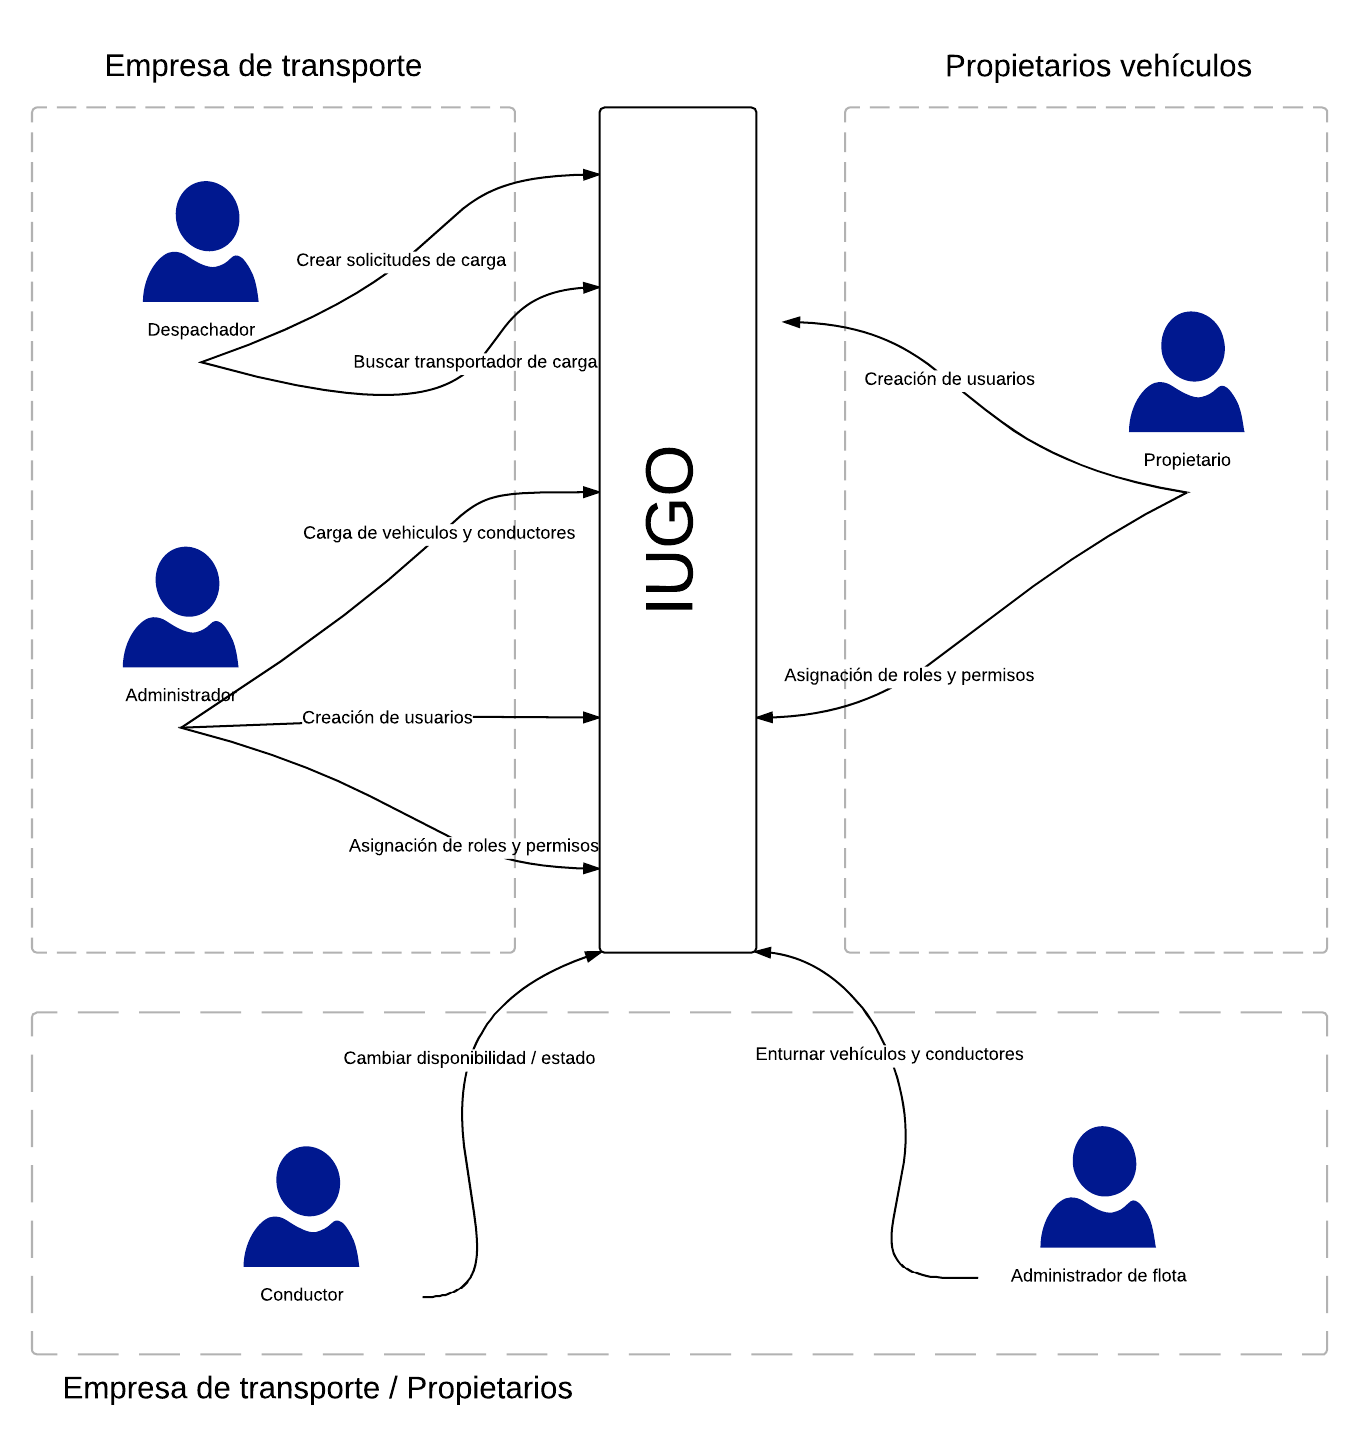 Empresa de transporte
Propietarios vehículos
Despachador
Crear solicitudes de carga
Buscar transportador de carga
Creación de usuarios
Propietario
IUGO
Carga de vehiculos y conductores
Administrador
Creación de usuarios
Asignación de roles y permisos
Asignación de roles y permisos
Cambiar disponibilidad / estado
Enturnar vehículos y conductores
Conductor
Administrador de flota
Empresa de transporte / Propietarios